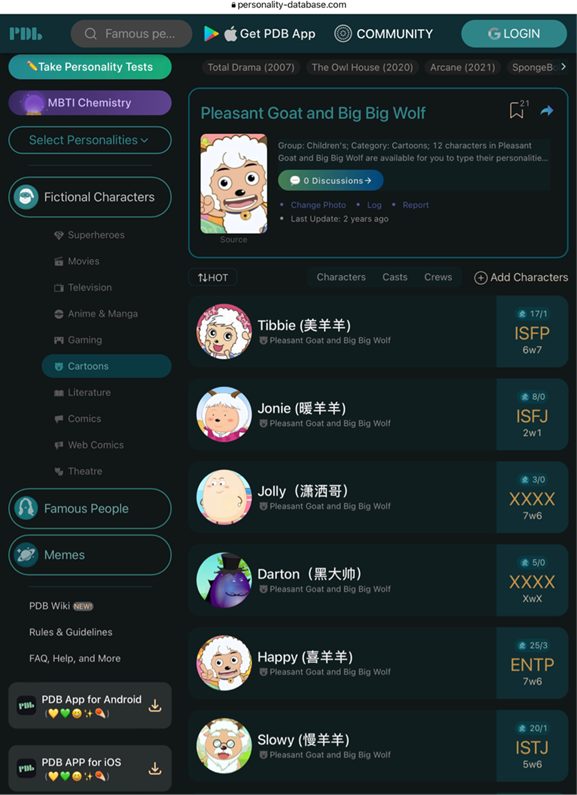 personality-database.com
PDb
Famous pe...
Get PDB App
COMMUNITY
LOGIN
Take Personality Tests
Total Drama (2007)
The Owl House (2020)
Arcane (2021)
MBTI Chemistry
Select Personalities
Fictional Characters
Superheroes
Movies
Television
Anime & Manga
Gaming
Cartoons
Literature
Comics
Web Comics
Theatre
Famous People
Memes
PDB Wiki NEW!
Rules & Guidelines
FAQ, Help, and More
PDB App for Android
PDB APP for iOS
Pleasant Goat and Big Big Wolf
21
Group: Children's; Category: Cartoons; 12 characters in Pleasant
Goat and Big Big Wolf are available for you to type their personalitie...
0 Discussions→
Change Photo • Log • Report
Last Update: 2 years ago
Source
HOT
Characters
Casts
Crews
Add Characters
Tibbie (美羊羊)
Pleasant Goat and Big Big Wolf
17/1
ISFP
6w7
Jonie (暖羊羊)
Pleasant Goat and Big Big Wolf
8/0
ISFJ
2w1
Jolly（潇洒哥）
Pleasant Goat and Big Big Wolf
3/0
XXXX
7w6
Darton（黑大帅）
Pleasant Goat and Big Big Wolf
5/0
XXXX
XwX
Happy (喜羊羊)
Pleasant Goat and Big Big Wolf
25/3
ENTP
7w6
Slowy (慢羊羊)
Pleasant Goat and Big Big Wolf
20/1
ISTJ
5w6